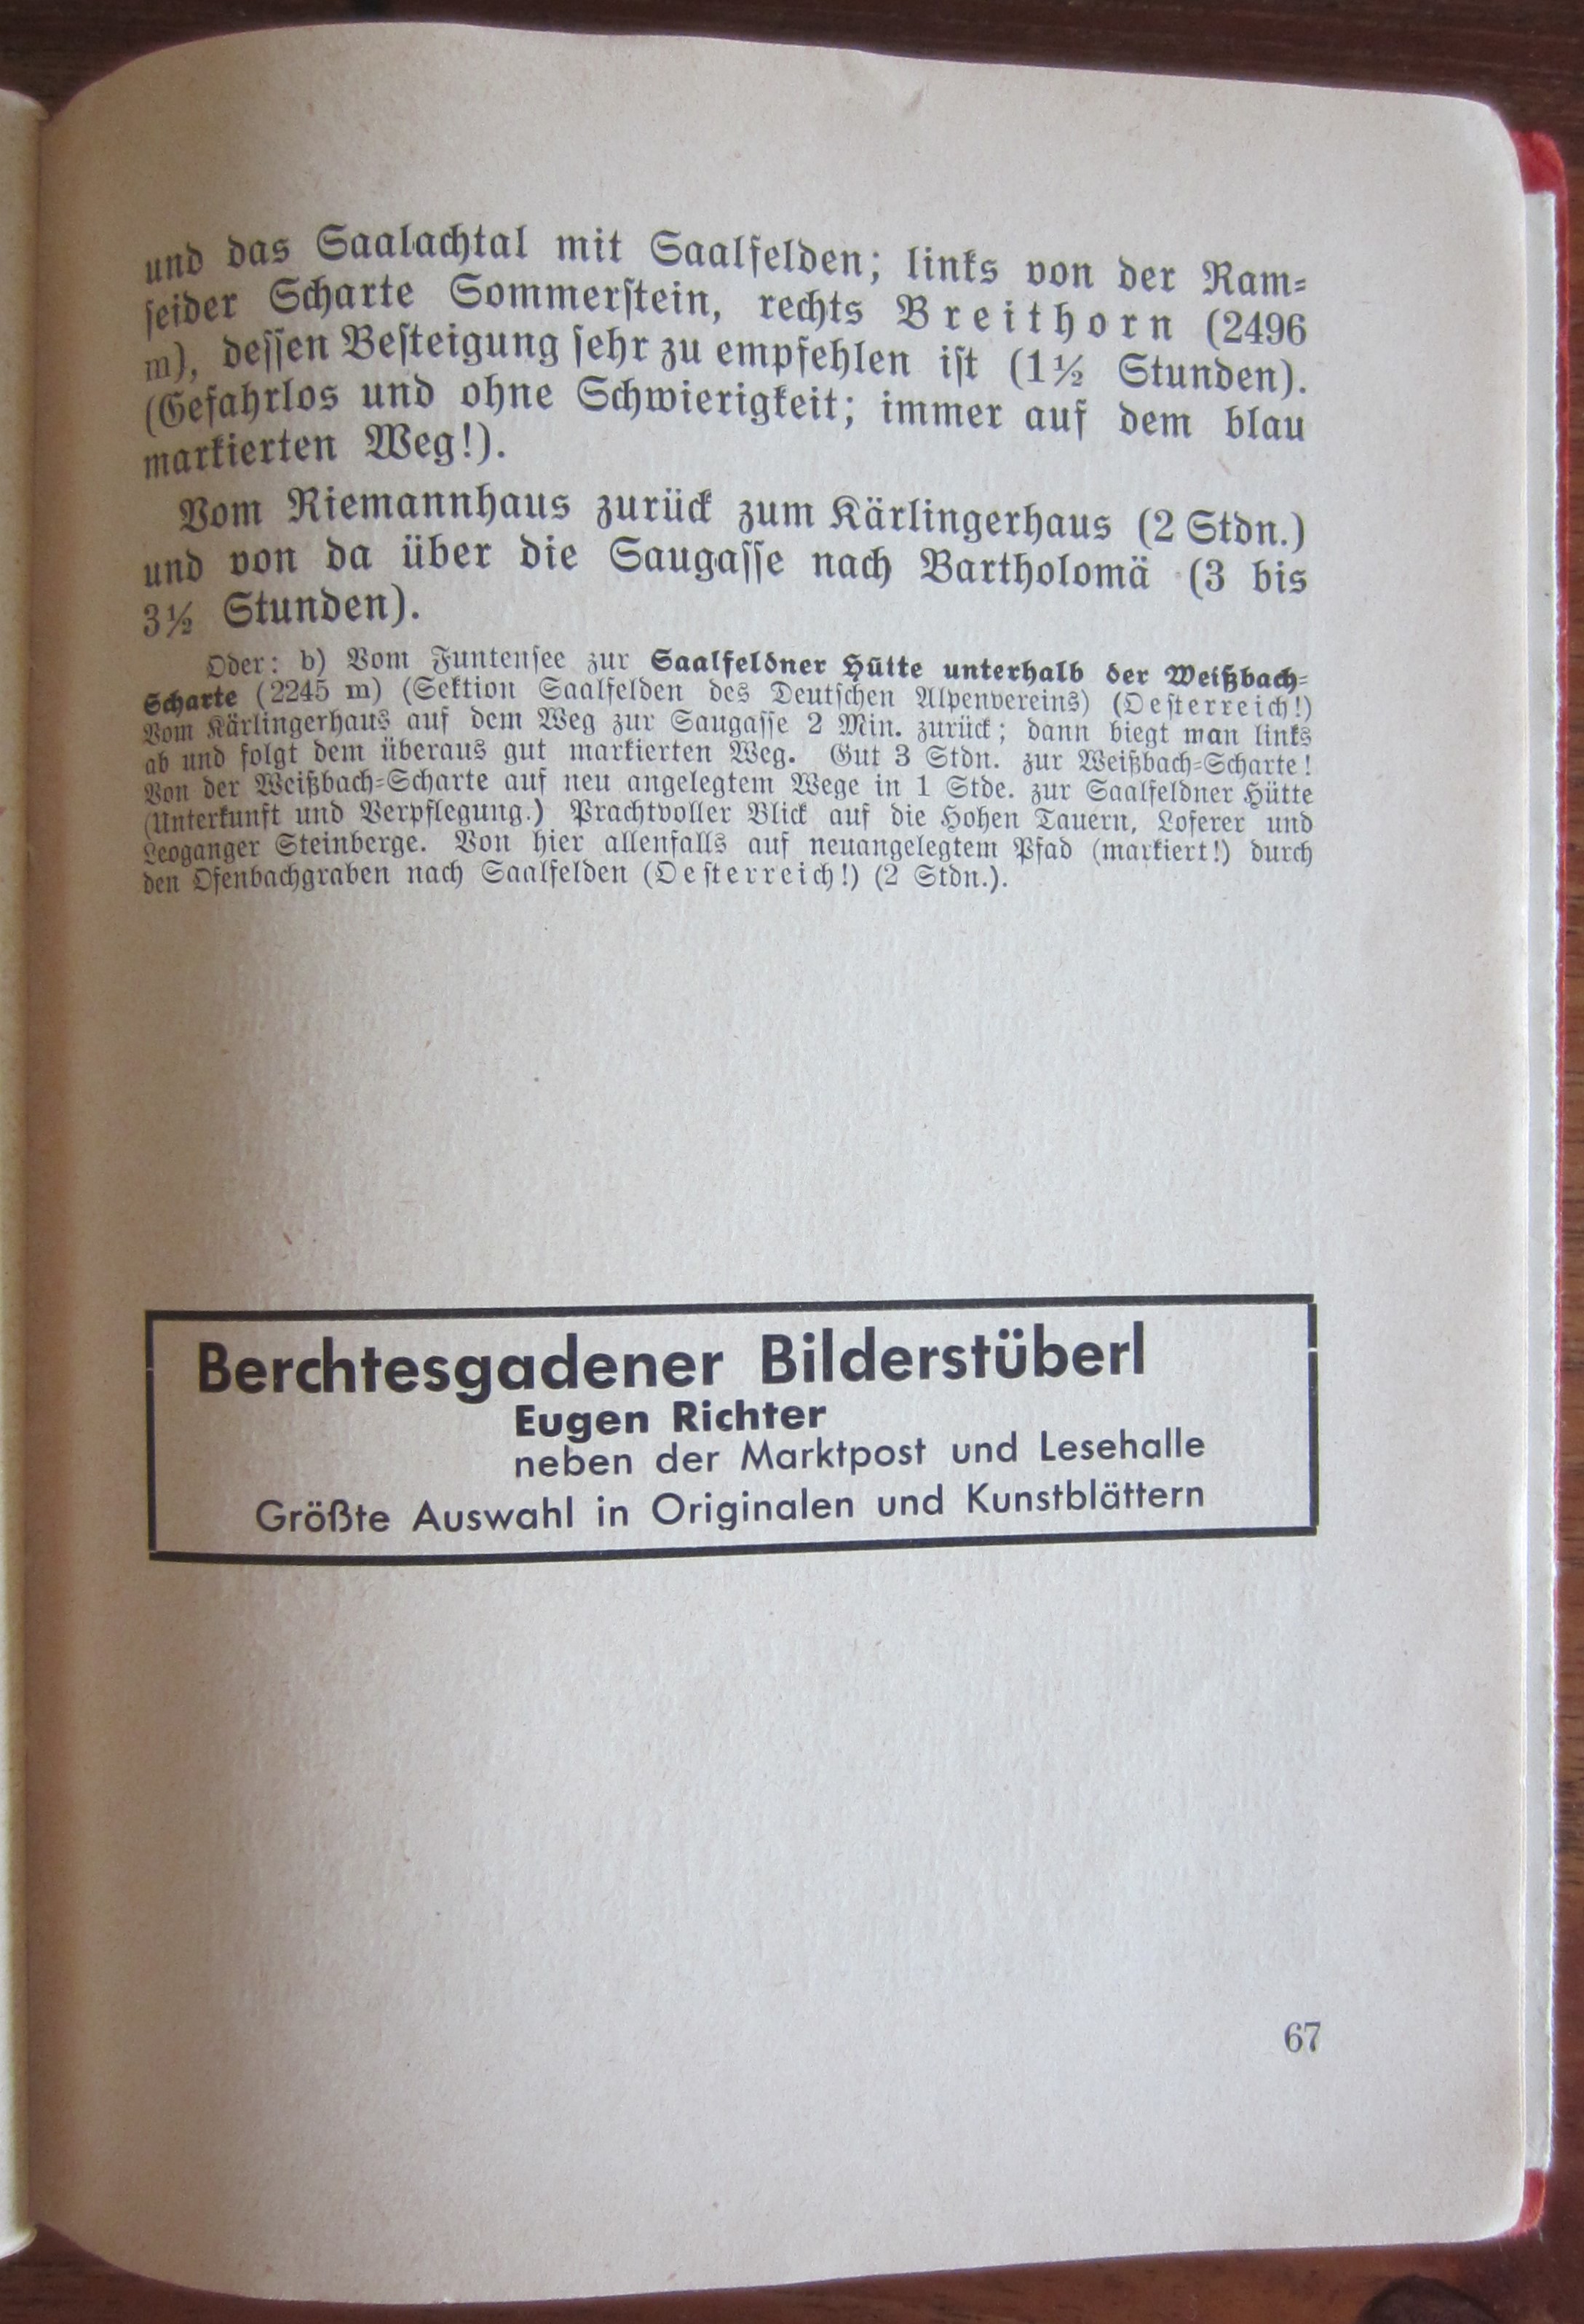 und das Saalachtal mit Saalfelden; links von der Ram-
seider Scharte Sommerstein, rechts Breithorn (2496
m), dessen Besteigung sehr zu empfehlen ist (1½ Stunden).
(Gefahrlos und ohne Schwierigkeit; immer auf dem blau
markierten Weg!).
Vom Riemannhaus zurück zum Kärlingerhaus (2 Stdn.)
und von da über die Saugasse nach Bartholomä (3 bis
3½ Stunden).
Oder: b) Vom Funtensee zur Saalfeldner Hütte unterhalb der Weißbach-
Scharte (2245 m) (Sektion Saalfelden des Deutschen Alpenvereins) (Oesterreich!)
Vom Kärlingerhaus auf dem Weg zur Saugasse 2 Min. zurück; dann biegt man links
ab und folgt dem überaus gut markierten Weg. Gut 3 Stdn. zur Weißbach-Scharte!
Von der Weißbach-Scharte auf neu angelegtem Wege in 1 Stde. zur Saalfeldner Hütte
(Unterkunft und Verpflegung.) Prachtvoller Blick auf die Hohen Tauern, Loferer und
Leoganger Steinberge. Von hier allenfalls auf neuangelegtem Pfad (markiert!) durch
den Ofenbachgraben nach Saalfelden (Oesterreich!) (2 Stdn.).
Berchtesgadener Bilderstüberl
Eugen Richter
neben der Marktpost und Lesehalle
Größte Auswahl in Originalen und Kunstblättern
67